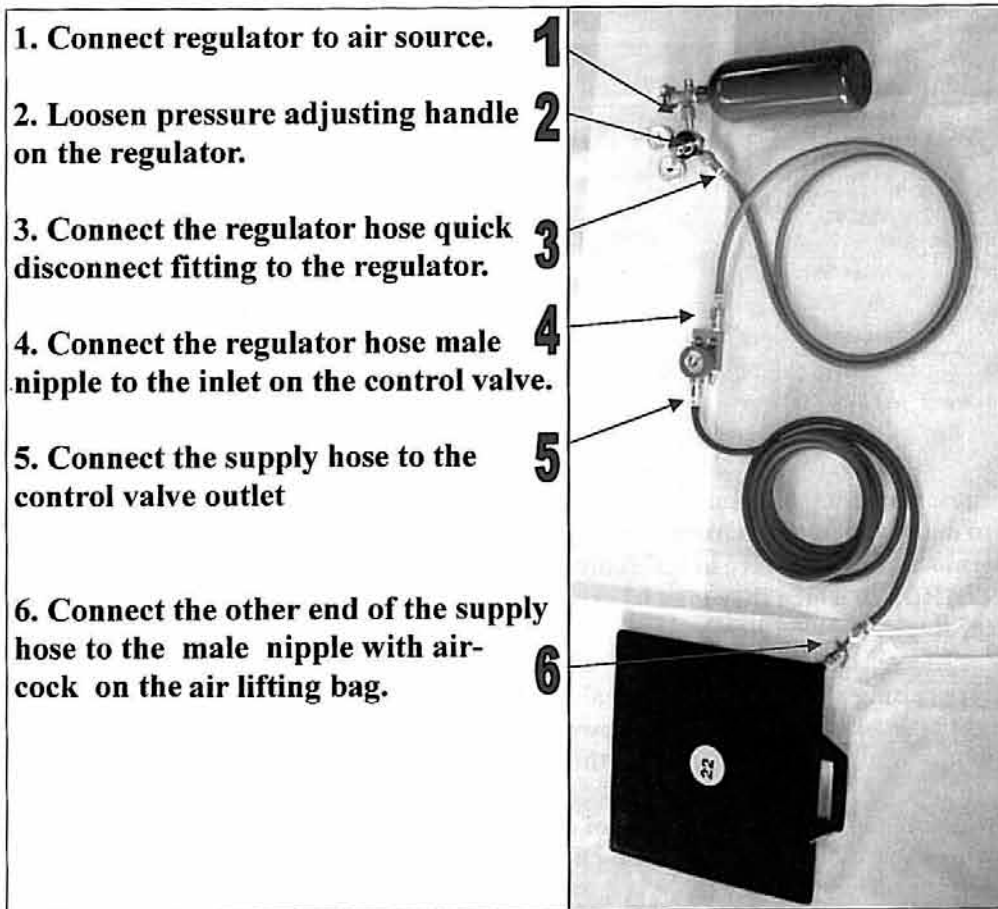 1. Connect regulator to air source.
1
2. Loosen pressure adjusting handle
on the regulator.
2
3. Connect the regulator hose quick
disconnect fitting to the regulator.
3
4. Connect the regulator hose male
nipple to the inlet on the control valve.
4
5. Connect the supply hose to the
control valve outlet
5
6. Connect the other end of the supply
hose to the male nipple with air-
cock on the air lifting bag.
6
22